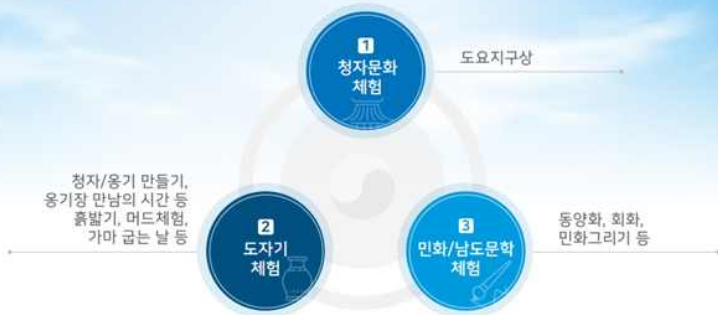 1
청자문화
체험
도요지구상
청자/옹기 만들기,
옹기장 만남의 시간 등
흙밟기, 머드체험,
가마 굽는 날 등
2
도자기
체험
3
민화/남도문학
체험
동양화, 회화,
민화그리기 등